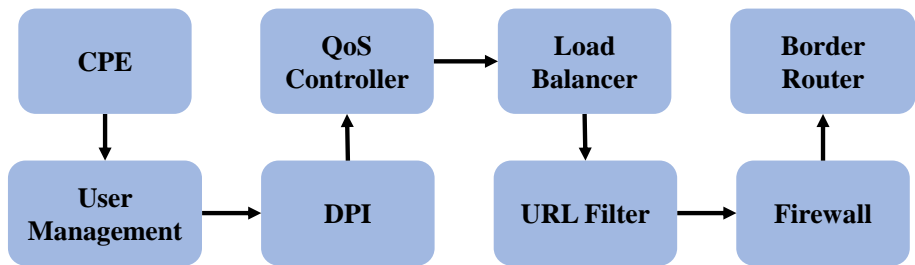 CPE
QoS
Controller
Load
Balancer
Border
Router
User
Management
DPI
URL Filter
Firewall